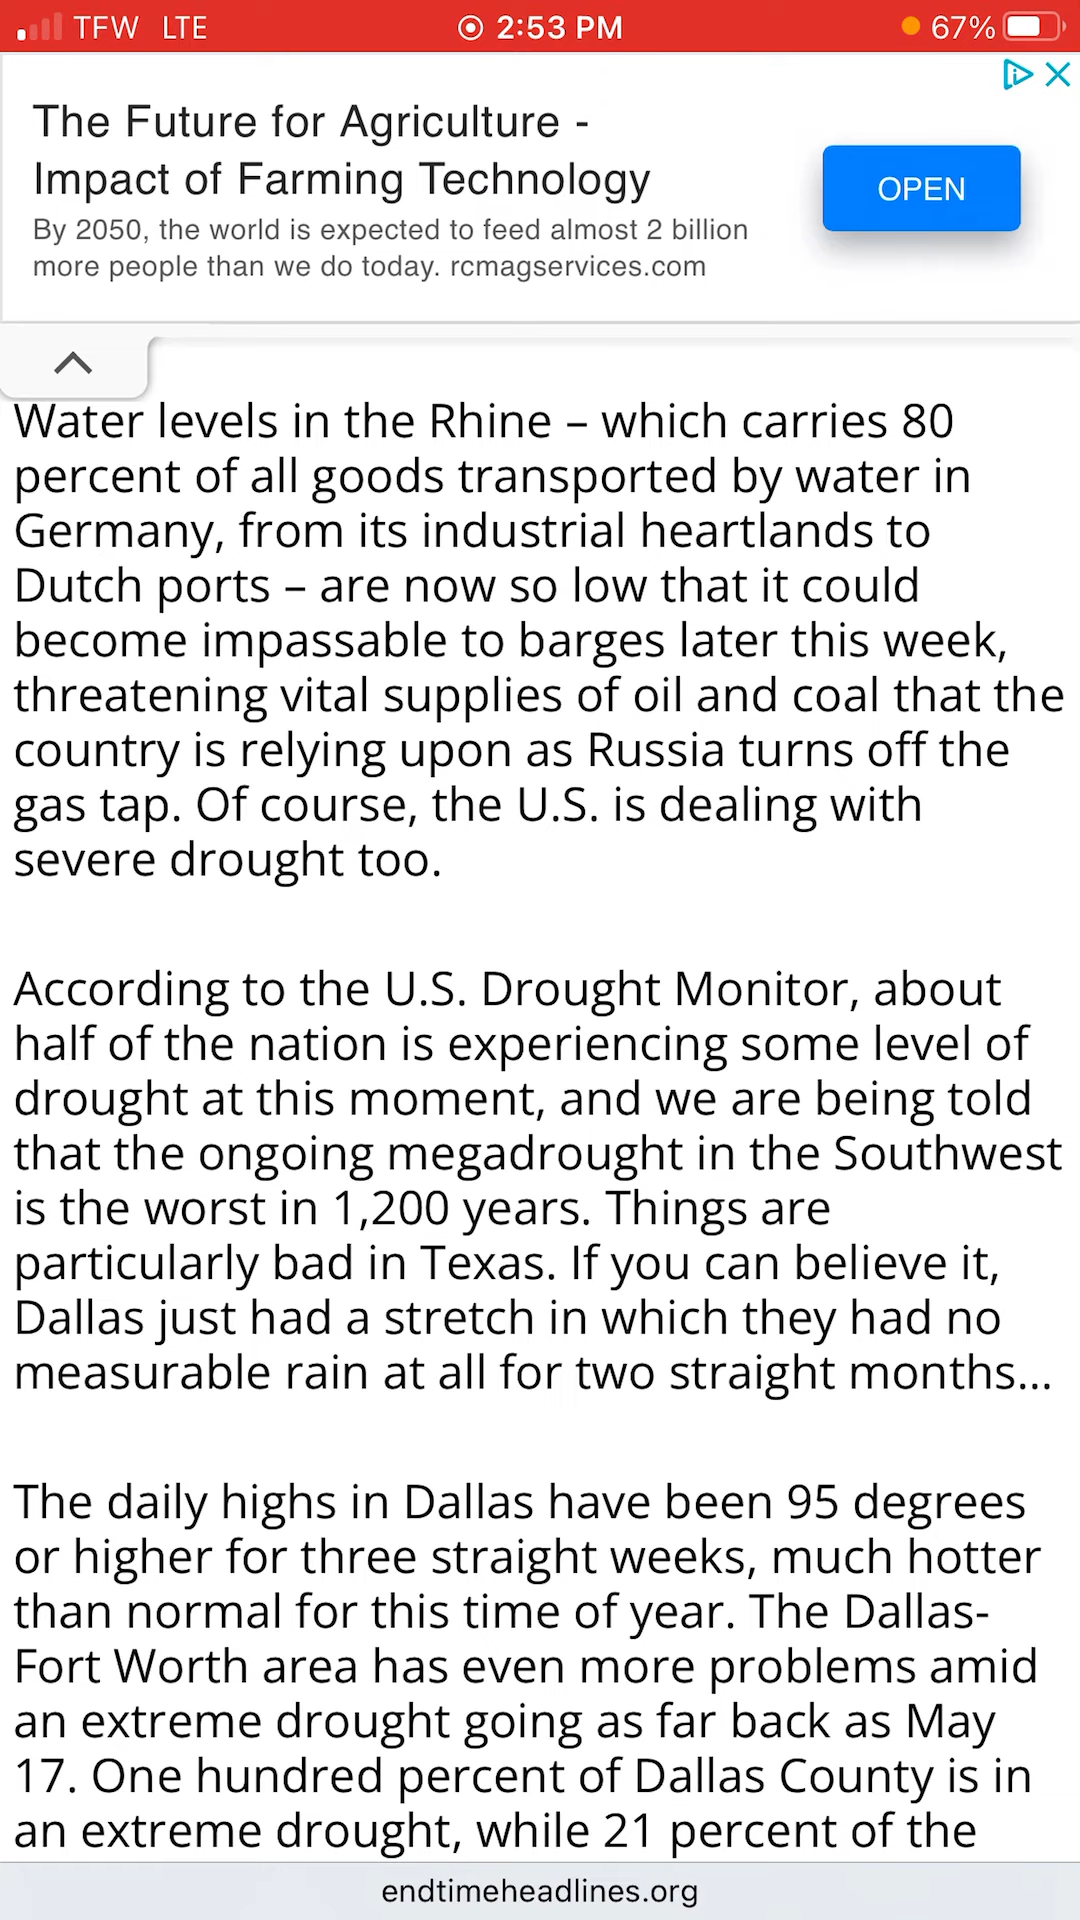 TFW LTE 2:53 PM 67%
The Future for Agriculture -
Impact of Farming Technology
By 2050, the world is expected to feed almost 2 billion
more people than we do today. rcmagservices.com
OPEN
Water levels in the Rhine – which carries 80
percent of all goods transported by water in
Germany, from its industrial heartlands to
Dutch ports – are now so low that it could
become impassable to barges later this week,
threatening vital supplies of oil and coal that the
country is relying upon as Russia turns off the
gas tap. Of course, the U.S. is dealing with
severe drought too.
According to the U.S. Drought Monitor, about
half of the nation is experiencing some level of
drought at this moment, and we are being told
that the ongoing megadrought in the Southwest
is the worst in 1,200 years. Things are
particularly bad in Texas. If you can believe it,
Dallas just had a stretch in which they had no
measurable rain at all for two straight months...
The daily highs in Dallas have been 95 degrees
or higher for three straight weeks, much hotter
than normal for this time of year. The Dallas-
Fort Worth area has even more problems amid
an extreme drought going as far back as May
17. One hundred percent of Dallas County is in
an extreme drought, while 21 percent of the
endtimeheadlines.org